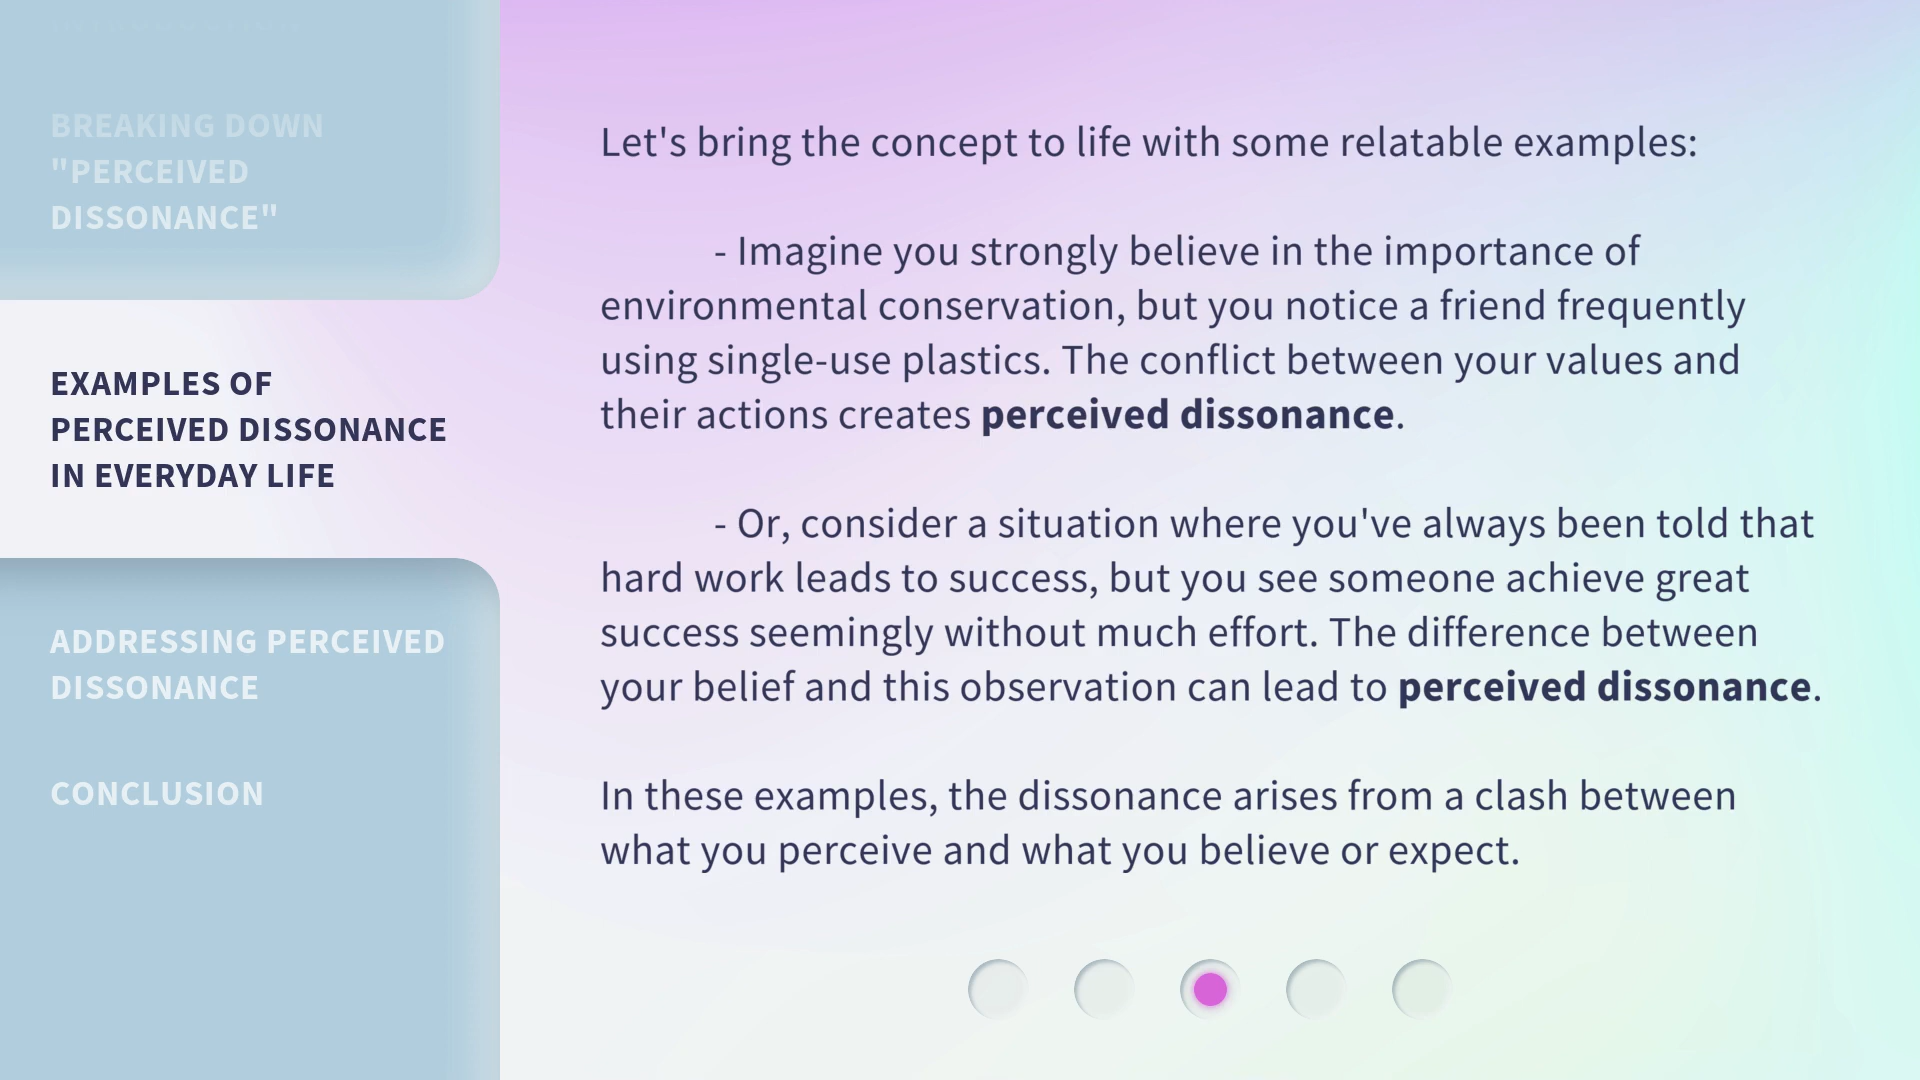 BREAKING DOWN
"PERCEIVED
DISSONANCE"
EXAMPLES OF
PERCEIVED DISSONANCE
IN EVERYDAY LIFE
ADDRESSING PERCEIVED
DISSONANCE
CONCLUSION
Let's bring the concept to life with some relatable examples:
- Imagine you strongly believe in the importance of
environmental conservation, but you notice a friend frequently
using single-use plastics. The conflict between your values and
their actions creates perceived dissonance.
- Or, consider a situation where you've always been told that
hard work leads to success, but you see someone achieve great
success seemingly without much effort. The difference between
your belief and this observation can lead to perceived dissonance.
In these examples, the dissonance arises from a clash between
what you perceive and what you believe or expect.